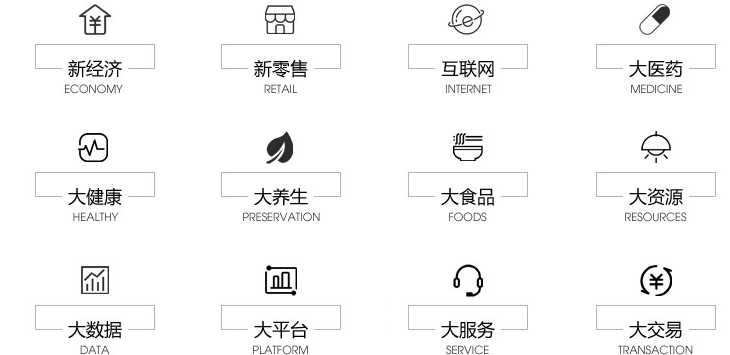 新经济
ECONOMY
新零售
RETAIL
互联网
INTERNET
大医药
MEDICINE
大健康
HEALTHY
大养生
PRESERVATION
大食品
FOODS
大资源
RESOURCES
大数据
DATA
大平台
PLATFORM
大服务
SERVICE
大交易
TRANSACTION